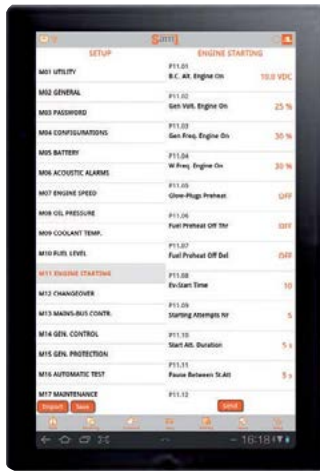 Sam1
SETUP
ENGINE STARTING
M01 UTILITY
M02 GENERAL
M03 PASSWORD
M04 CONFIGURATIONS
M05 BATTERY
M06 ACOUSTIC ALARMS
M07 ENGINE SPEED
M08 OIL PRESSURE
M09 COOLANT TEMP.
M10 FUEL LEVEL
M11 ENGINE STARTING
M12 CHANGEOVER
M13 MAINS-BUS CONTR.
M14 GEN. CONTROL
M15 GEN. PROTECTION
M16 AUTOMATIC TEST
M17 MAINTENANCE
P11.01
B.C. Alt. Engine On 10.0 VDC
P11.02
Gen Volt. Engine On 25 %
P11.03
Gen Freq. Engine On 30 %
P11.04
W Freq. Engine On 30 %
P11.05
Glow-Plugs Preheat OFF
P11.06
Fuel Preheat Off Thr OFF
P11.07
Fuel Preheat Off Del OFF
P11.08
Ev-Start Time 10
P11.09
Starting Attempts Nr 5
P11.10
Start Att. Duration 5 s
P11.11
Pause Between St.Att 5 s
P11.12
Import Save Send
16:18